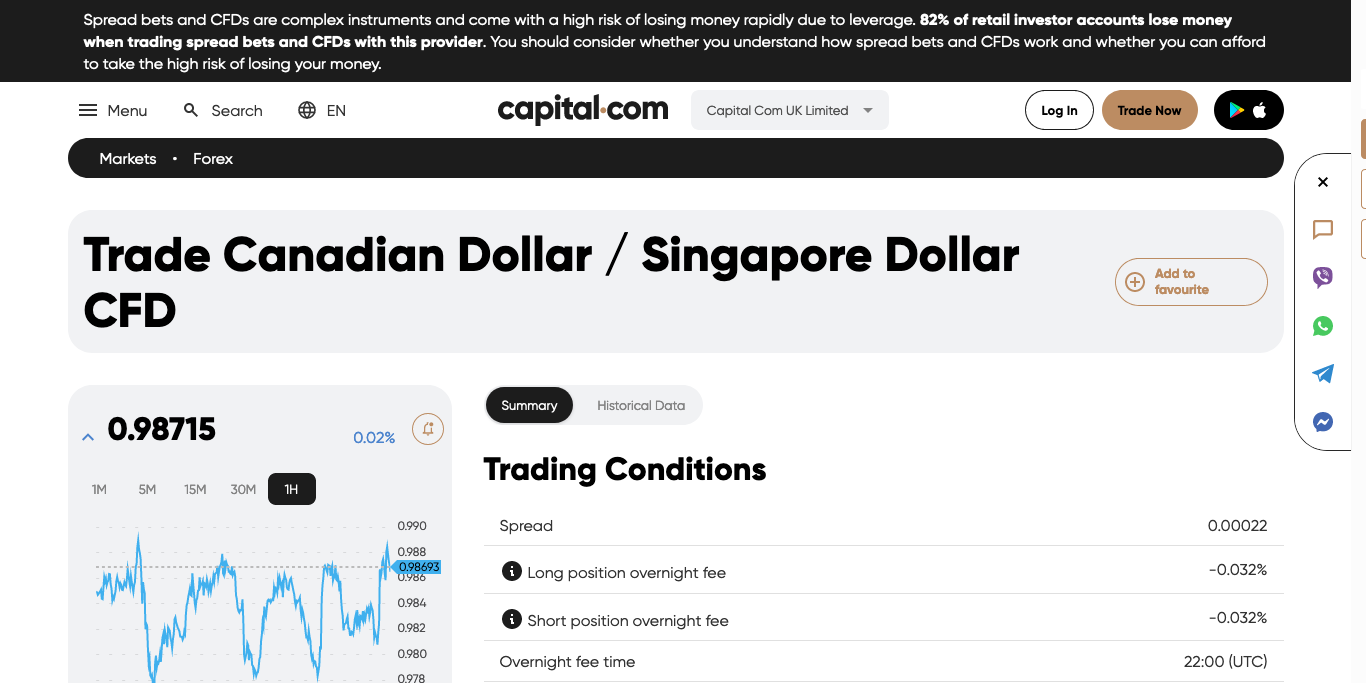 Spread bets and CFDs are complex instruments and come with a high risk of losing money rapidly due to leverage. 82% of retail investor accounts lose money
when trading spread bets and CFDs with this provider. You should consider whether you understand how spread bets and CFDs work and whether you can afford
to take the high risk of losing your money.
Menu
Search
EN
capital.com
Capital Com UK Limited
Log In
Trade Now
Markets • Forex
Trade Canadian Dollar / Singapore Dollar
CFD
Add to
favourite
0.98715
0.02%
1M 5M 15M 30M 1H
0.990
0.988
0.98693
0.986
0.984
0.982
0.980
0.978
Summary
Historical Data
Trading Conditions
Spread 0.00022
Long position overnight fee -0.032%
Short position overnight fee -0.032%
Overnight fee time 22:00 (UTC)